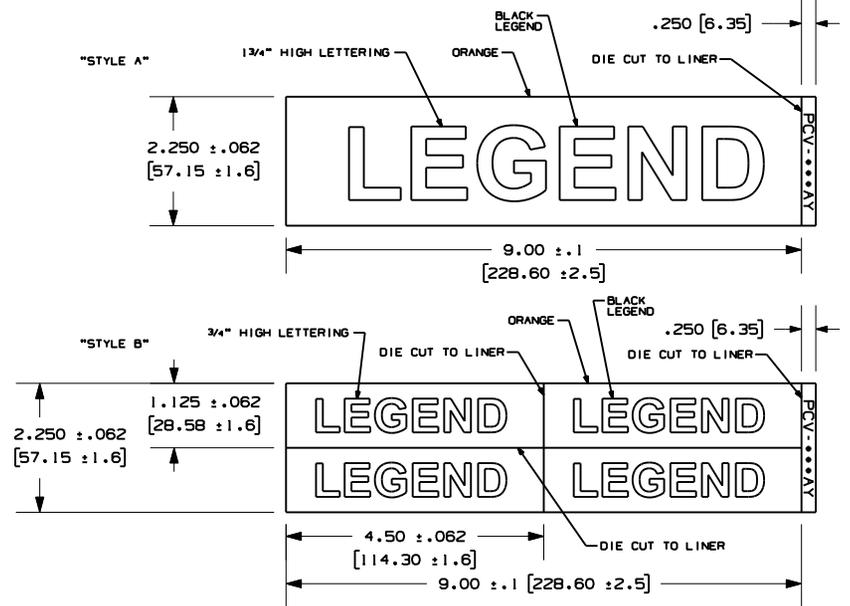 BLACK
LEGEND
.250 [6.35]
"STYLE A"
1 3/4" HIGH LETTERING
ORANGE
DIE CUT TO LINER
2.250 ±.062
[57.15 ±1.6]
LEGEND
PCV-•••AY
9.00 ±.1
[228.60 ±2.5]
"STYLE B"
3/4" HIGH LETTERING
ORANGE
BLACK
LEGEND
.250 [6.35]
DIE CUT TO LINER
DIE CUT TO LINER
2.250 ±.062
[57.15 ±1.6]
1.125 ±.062
[28.58 ±1.6]
LEGEND LEGEND
LEGEND LEGEND
PCV-•••AY
4.50 ±.062
[114.30 ±1.6]
DIE CUT TO LINER
9.00 ±.1 [228.60 ±2.5]